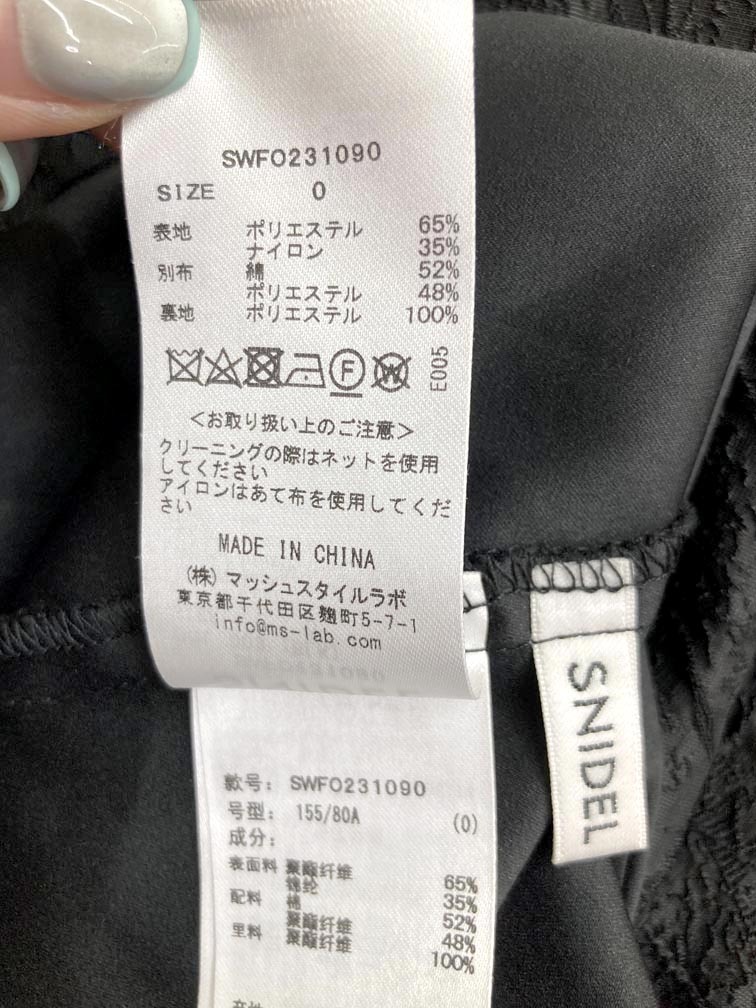 SWFO231090
SIZE 0
表地 ポリエステル 65%
ナイロン 35%
別布 綿 52%
ポリエステル 48%
裏地 ポリエステル 100%
F W E005
<お取り扱い上のご注意>
クリーニングの際はネットを使用
してください
アイロンはあて布を使用してくだ
さい
MADE IN CHINA
(株)マッシュスタイルラボ
東京都千代田区麹町5-7-1
info@ms-lab.com
SNIDEL
款号: SWFO231090
号型: 155/80A (0)
成分:
表面料 聚酯纤维 65%
锦纶 35%
配料 棉 52%
聚酯纤维 48%
里料 聚酯纤维 100%